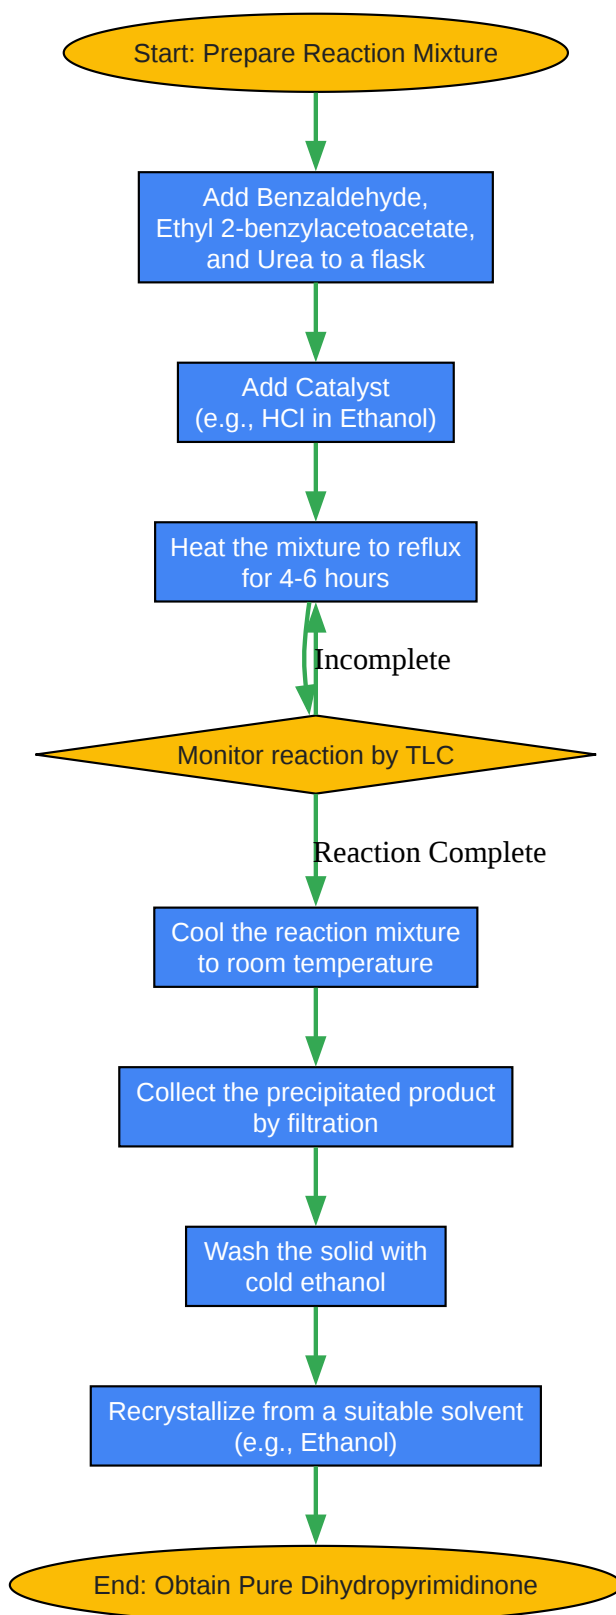 Start: Prepare Reaction Mixture
Add Benzaldehyde,
Ethyl 2-benzylacetoacetate,
and Urea to a flask
Add Catalyst
(e.g., HCl in Ethanol)
Heat the mixture to reflux
for 4-6 hours
Incomplete
Monitor reaction by TLC
Reaction Complete
Cool the reaction mixture
to room temperature
Collect the precipitated product
by filtration
Wash the solid with
cold ethanol
Recrystallize from a suitable solvent
(e.g., Ethanol)
End: Obtain Pure Dihydropyrimidinone